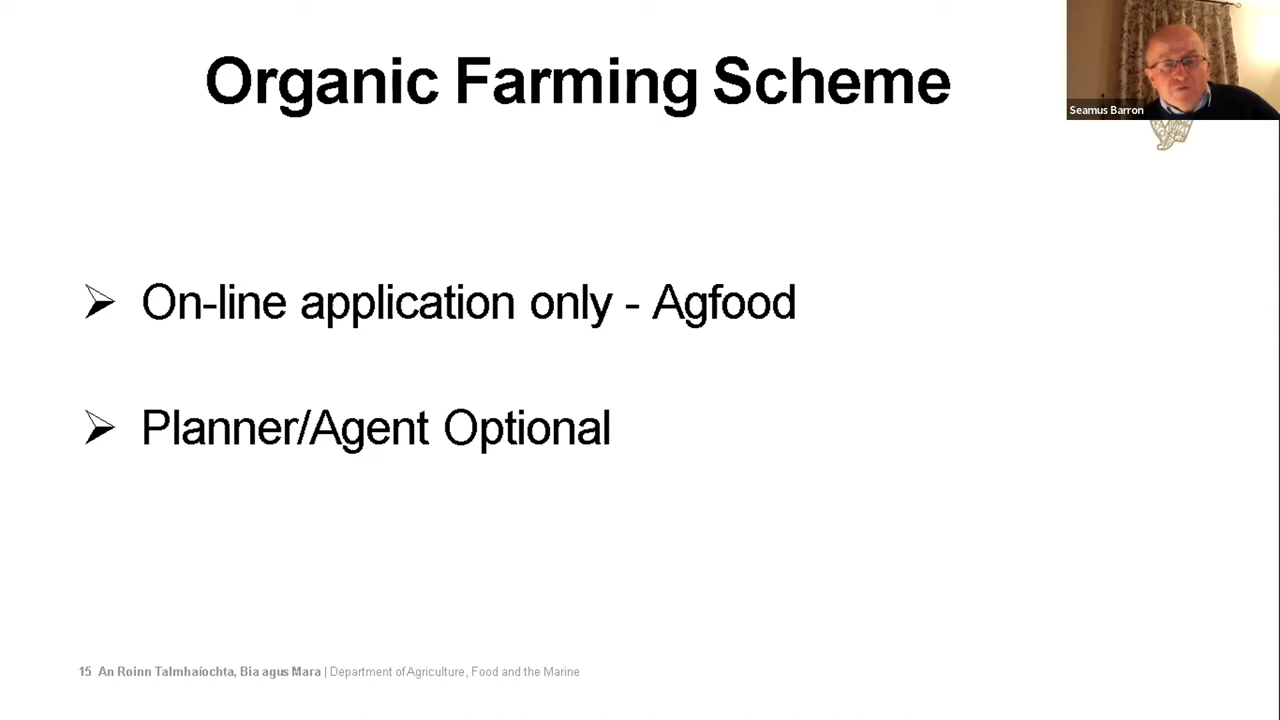 Organic Farming Scheme
Seamus Barron
➢ On-line application only - Agfood
➢ Planner/Agent Optional
15 An Roinn Talmhaíochta, Bia agus Mara | Department of Agriculture, Food and the Marine